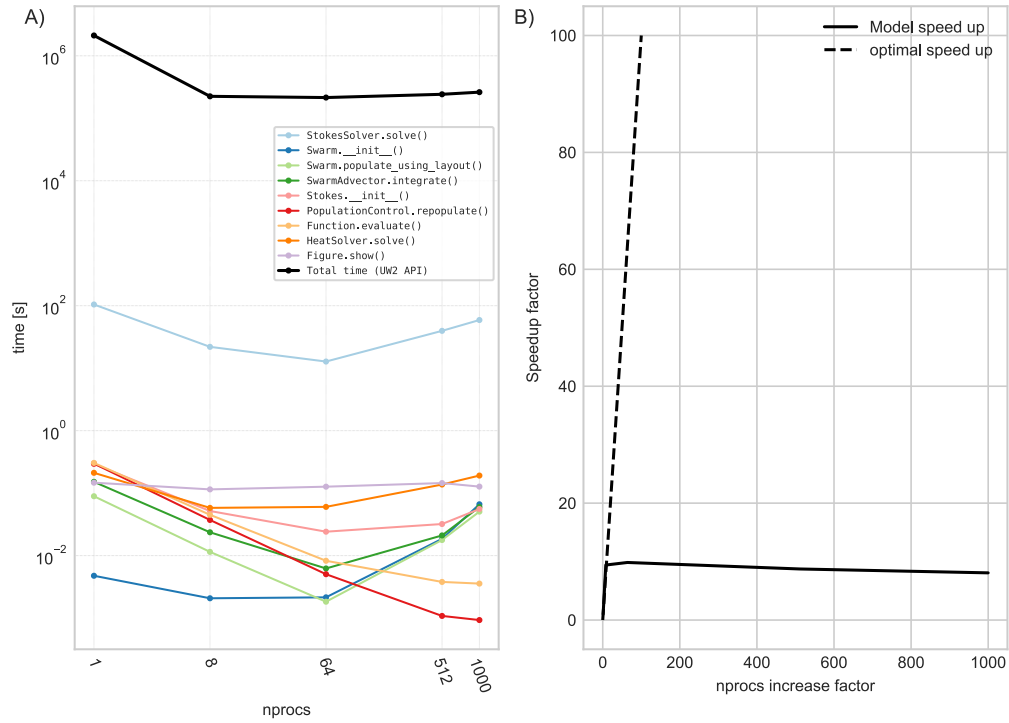 A)
10^6
10^4
10^2
10^0
10^-2
time [s]
StokesSolver.solve()
Swarm.__init__()
Swarm.populate_using_layout()
SwarmAdvector.integrate()
Stokes.__init__()
PopulationControl.repopulate()
Function.evaluate()
HeatSolver.solve()
Figure.show()
Total time (UW2 API)
1
8
64
512
1000
nprocs
B)
Model speed up
optimal speed up
100
80
60
40
20
0
Speedup factor
0
200
400
600
800
1000
nprocs increase factor